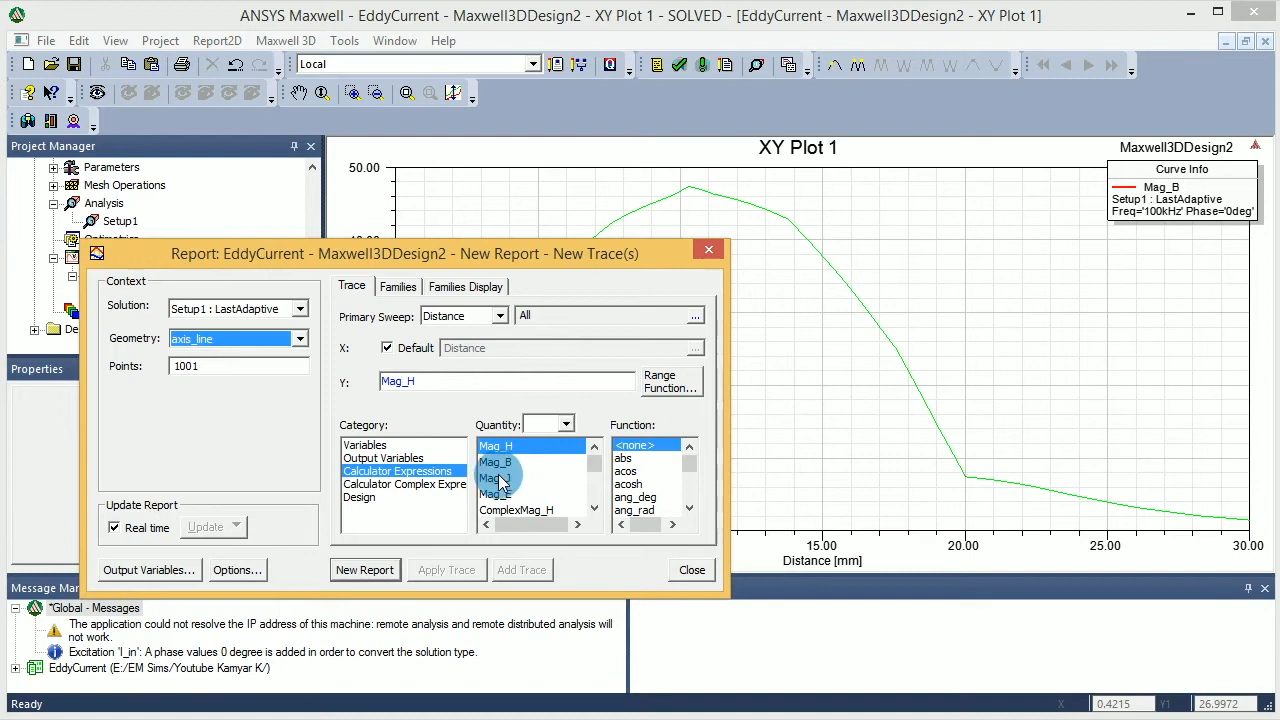 ANSYS Maxwell - EddyCurrent - Maxwell3DDesign2 - XY Plot 1 - SOLVED - [EddyCurrent - Maxwell3DDesign2 - XY Plot 1]
File Edit View Project Report2D Maxwell 3D Tools Window Help
Local
Project Manager
Parameters
Mesh Operations
Analysis
Setup1
Properties
XY Plot 1
Maxwell3DDesign2
50.00
Curve Info
Mag_B
Setup1 : LastAdaptive
Freq='100kHz' Phase='0deg'
15.00 20.00 25.00 30.00
Distance [mm]
Report: EddyCurrent - Maxwell3DDesign2 - New Report - New Trace(s)
Context
Solution: Setup1 : LastAdaptive
Geometry: axis_line
Points: 1001
Update Report
Real time Update
Output Variables... Options...
Trace Families Families Display
Primary Sweep: Distance All ...
X: Default Distance ...
Y: Mag_H Range Function...
Category: Quantity: Function:
Variables
Output Variables
Calculator Expressions
Calculator Complex Expre
Design
Mag_H
Mag_B
Mag_J
Mag_E
ComplexMag_H
<none>
abs
acos
acosh
ang_deg
ang_rad
New Report Apply Trace Add Trace Close
*Global - Messages
The application could not resolve the IP address of this machine: remote analysis and remote distributed analysis will
not work.
Excitation 'I_in': A phase values 0 degree is added in order to convert the solution type.
EddyCurrent (E:/EM Sims/Youtube Kamyar K/)
Ready
X 0.4215 Y1 26.9972